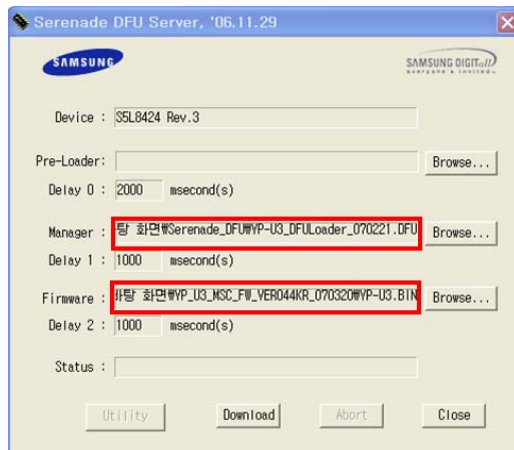 Serenade DFU Server, '06.11.29
SAMSUNG
SAMSUNG DIGITall
everyone's invited..
Device : S5L8424 Rev.3
Pre-Loader: Browse...
Delay 0 : 2000 msecond(s)
Manager : 탕 화면₩Serenade_DFU₩YP-U3_DFULoader_070221.DFU Browse...
Delay 1 : 1000 msecond(s)
Firmware : 바탕 화면₩YP_U3_MSC_FW_VER044KR_070320₩YP-U3.BIN Browse...
Delay 2 : 1000 msecond(s)
Status :
Utility Download Abort Close